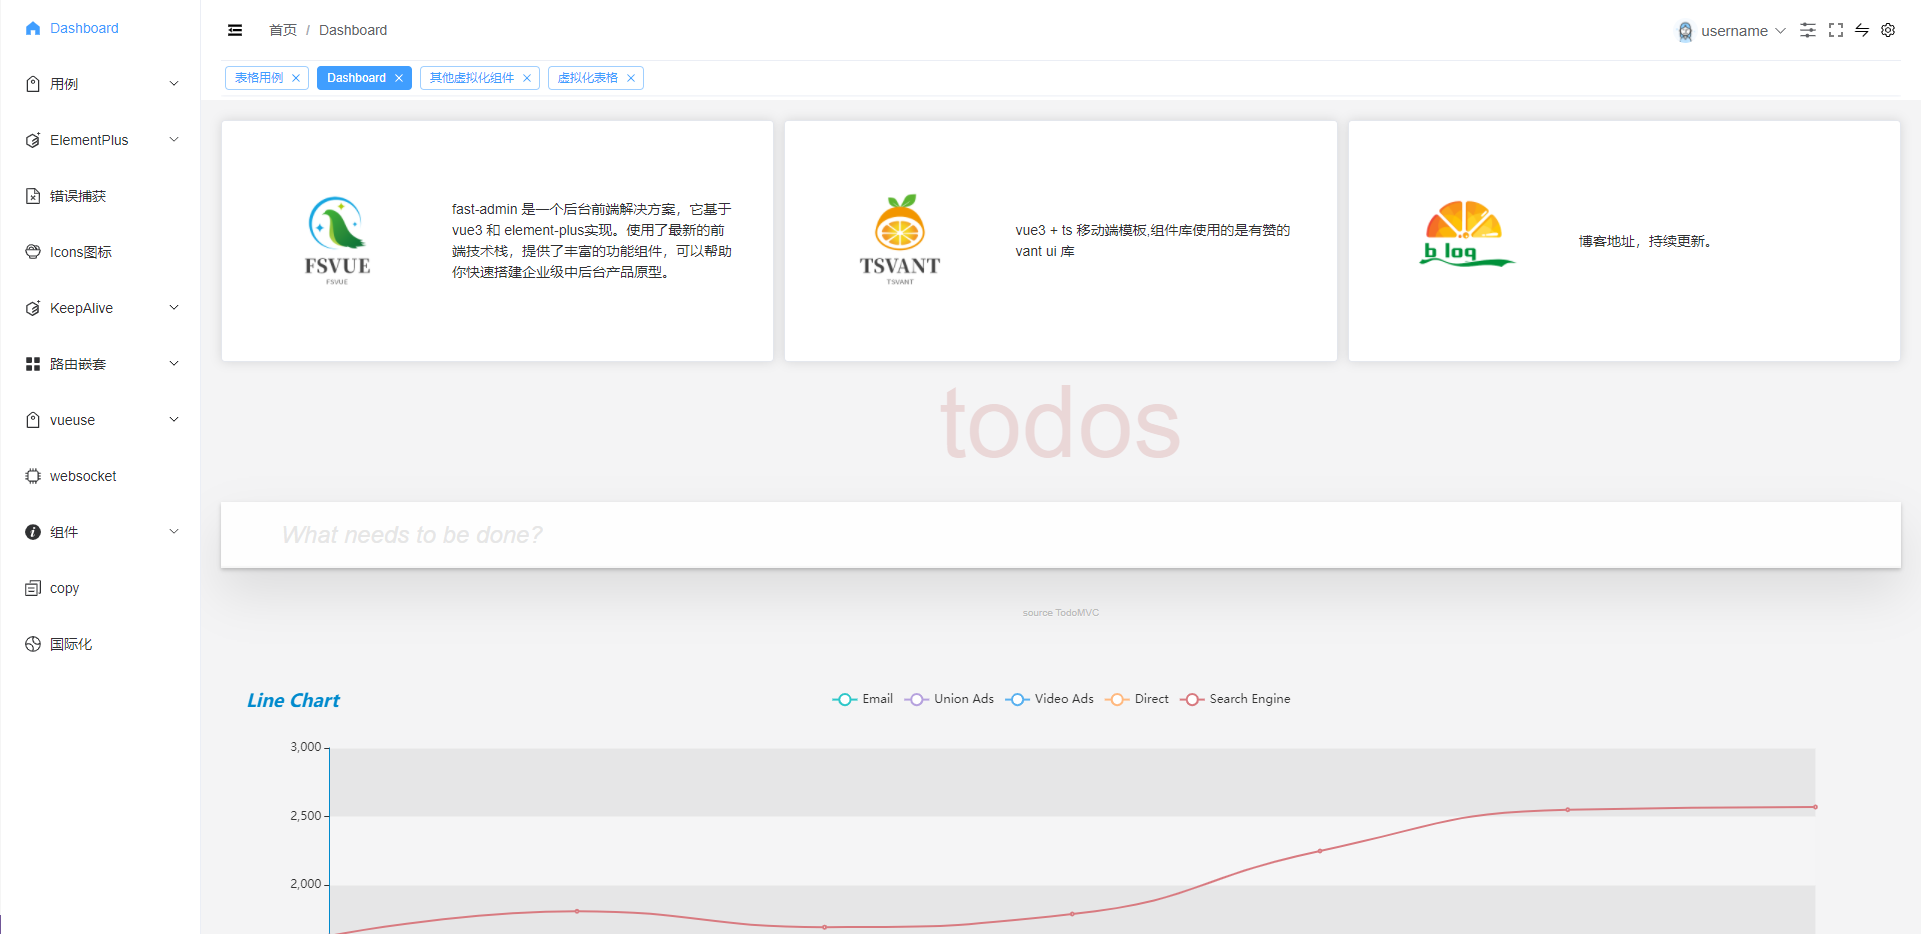 Dashboard
用例
ElementPlus
错误捕获
Icons图标
KeepAlive
路由嵌套
vueuse
websocket
组件
copy
国际化
首页 / Dashboard
username
表格用例
Dashboard
其他虚拟化组件
虚拟化表格
FSVUE
FSVUE
fast-admin 是一个后台前端解决方案，它基于
vue3 和 element-plus实现。使用了最新的前
端技术栈，提供了丰富的功能组件，可以帮助
你快速搭建企业级中后台产品原型。
TSVANT
TSVANT
vue3 + ts 移动端模板,组件库使用的是有赞的
vant ui 库
b log
博客地址，持续更新。
todos
What needs to be done?
source TodoMVC
Line Chart
Email Union Ads Video Ads Direct Search Engine
3,000
2,500
2,000